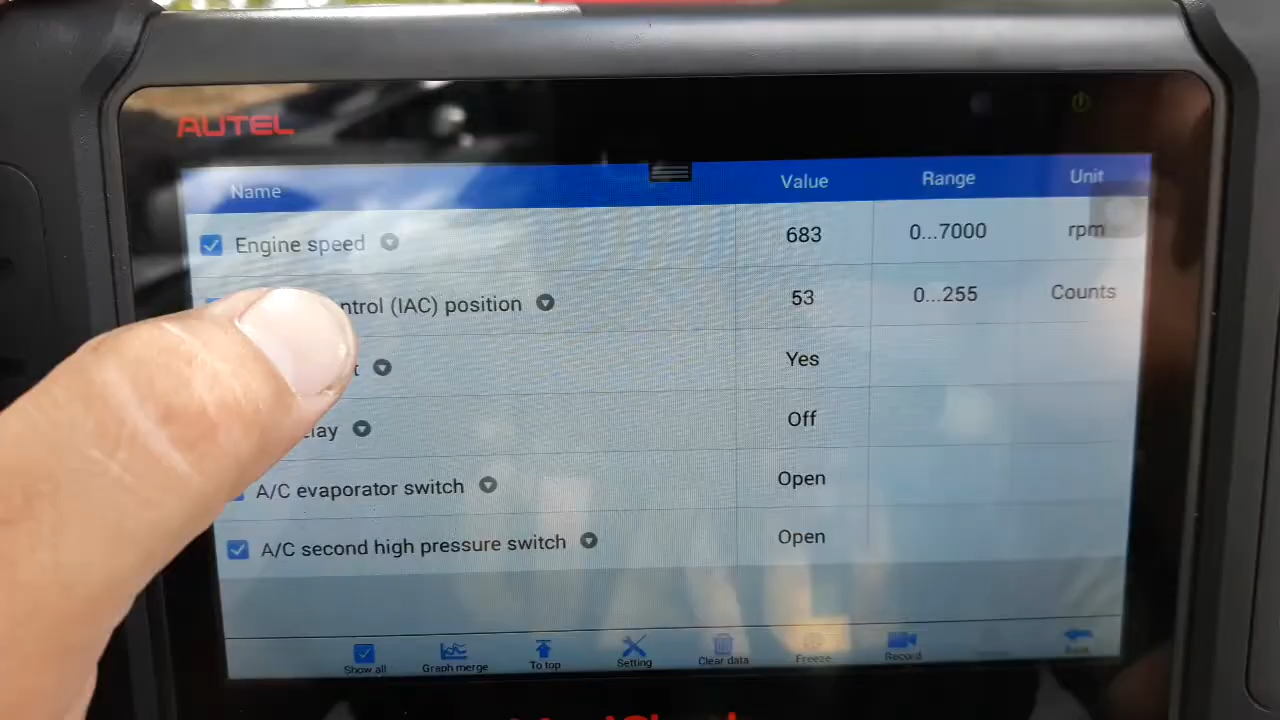 AUTEL
Name Value Range Unit
Engine speed 683 0...7000 rpm
ntrol (IAC) position 53 0...255 Counts
t Yes
lay Off
A/C evaporator switch Open
A/C second high pressure switch Open
Show all Graph merge To top Setting Clear data Freeze Record Back